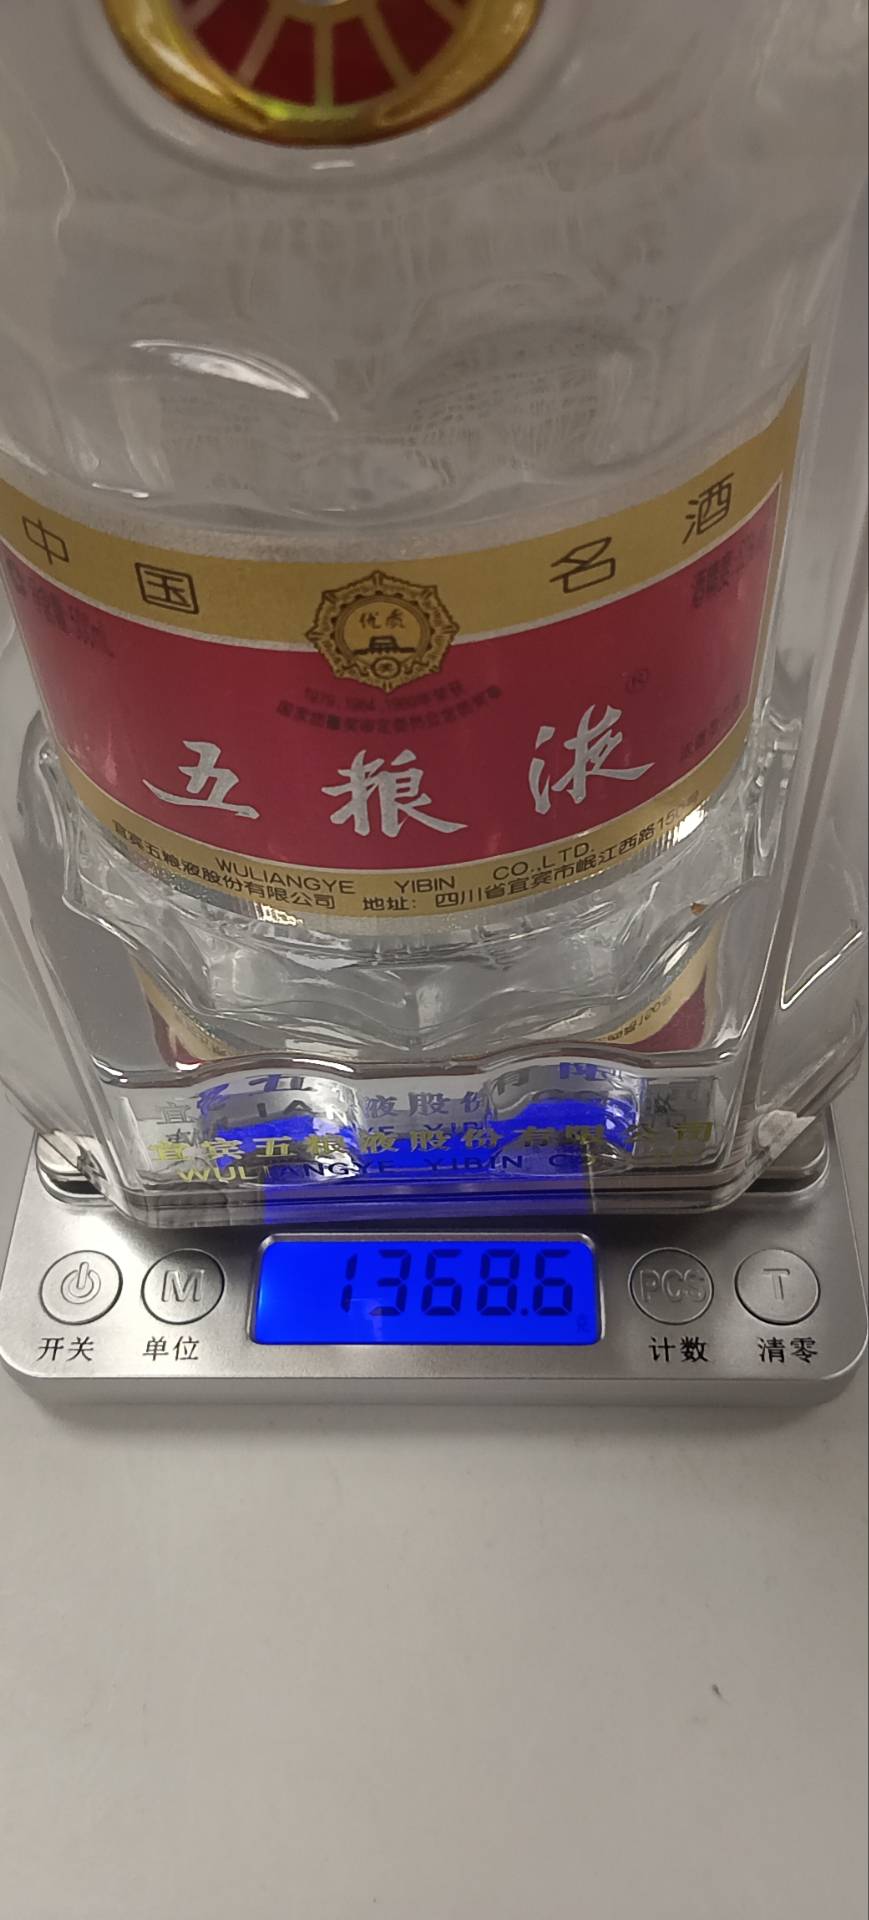 中国名酒
优质
五粮液
®
WULIANGYE YIBIN CO.,LTD.
宜宾五粮液股份有限公司 地址：四川省宜宾市岷江西路150号
宜宾五粮液股份有限公司
WULIANGYE YIBIN
1368.6
M
PCS
T
开关
单位
计数
清零